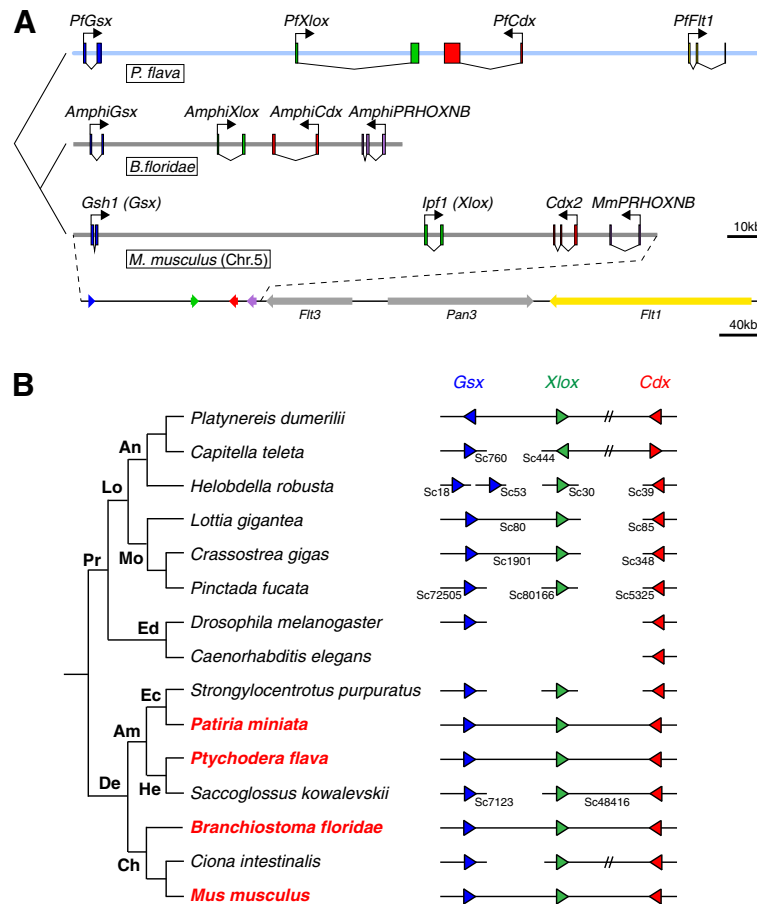 A
PfGsx PfXlox PfCdx PfFlt1
P. flava
AmphiGsx AmphiXlox AmphiCdx AmphiPRHOXNB
B.floridae
Gsh1 (Gsx) Ipf1 (Xlox) Cdx2 MmPRHOXNB
10kb
M. musculus (Chr.5)
Flt3 Pan3 Flt1
40kb
B
Gsx Xlox Cdx
Platynereis dumerilii //
An Capitella teleta //
Sc760 Sc444
Lo Helobdella robusta
Sc18 Sc53 Sc30 Sc39
Lottia gigantea
Sc80 Sc85
Mo Crassostrea gigas
Sc1901 Sc348
Pr Pinctada fucata
Sc72505 Sc80166 Sc5325
Drosophila melanogaster
Ed
Caenorhabditis elegans
Ec Strongylocentrotus purpuratus
Am Patiria miniata
Ptychodera flava
De He Saccoglossus kowalevskii
Sc7123 Sc48416
Branchiostoma floridae
Ch Ciona intestinalis //
Mus musculus